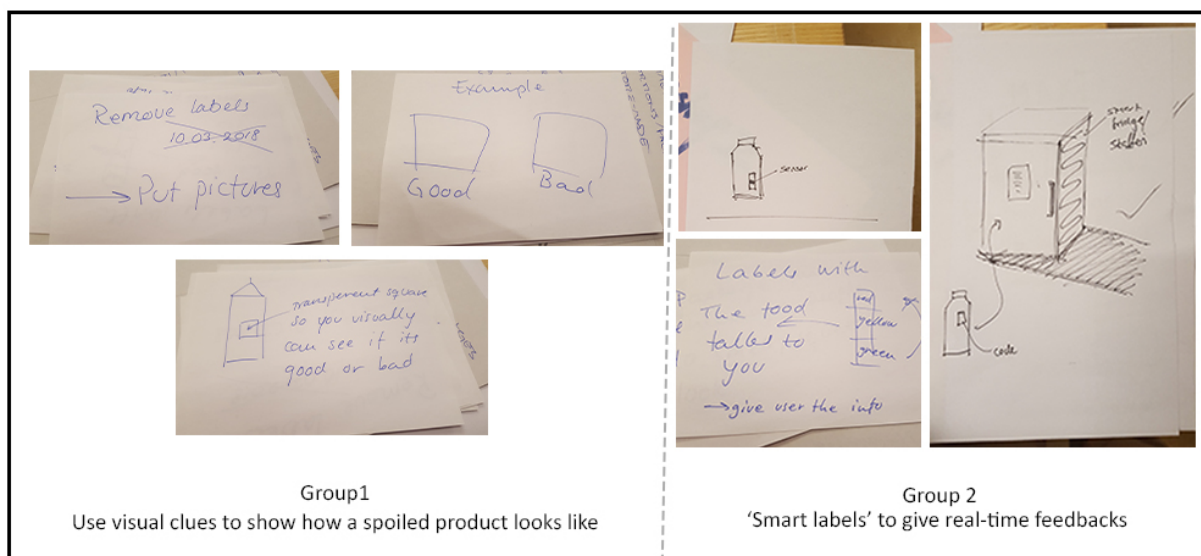 Remove labels
10.03.2018
→ Put pictures
Example
Good Bad
transperent square
so you visually
can see if its
good or bad
Group1
Use visual clues to show how a spoiled product looks like
sensor
Labels with
The food
talks to
you
→ give user the info
red
yellow
green
smart
fridge/
station
code
Group 2
'Smart labels' to give real-time feedbacks